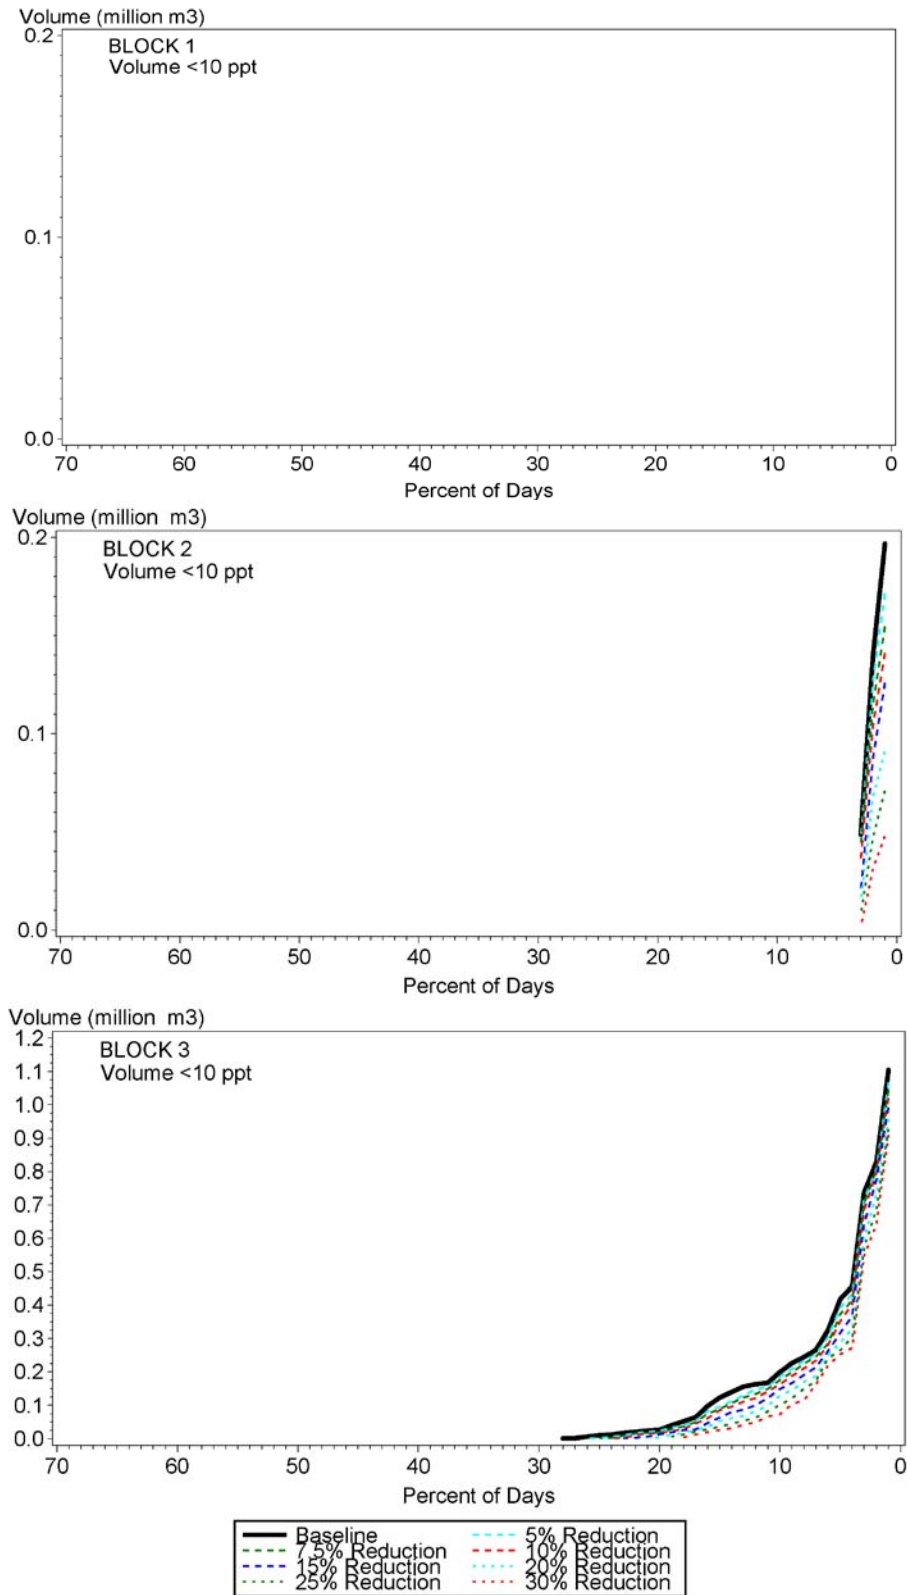 Volume (million m3)
0.2
BLOCK 1
Volume <10 ppt
0.1
0.0
70 60 50 40 30 20 10 0
Percent of Days
Volume (million m3)
0.2
BLOCK 2
Volume <10 ppt
0.1
0.0
70 60 50 40 30 20 10 0
Percent of Days
Volume (million m3)
1.2
BLOCK 3
1.1
Volume <10 ppt
1.0
0.9
0.8
0.7
0.6
0.5
0.4
0.3
0.2
0.1
0.0
70 60 50 40 30 20 10 0
Percent of Days
Baseline 5% Reduction
7.5% Reduction 10% Reduction
15% Reduction 20% Reduction
25% Reduction 30% Reduction